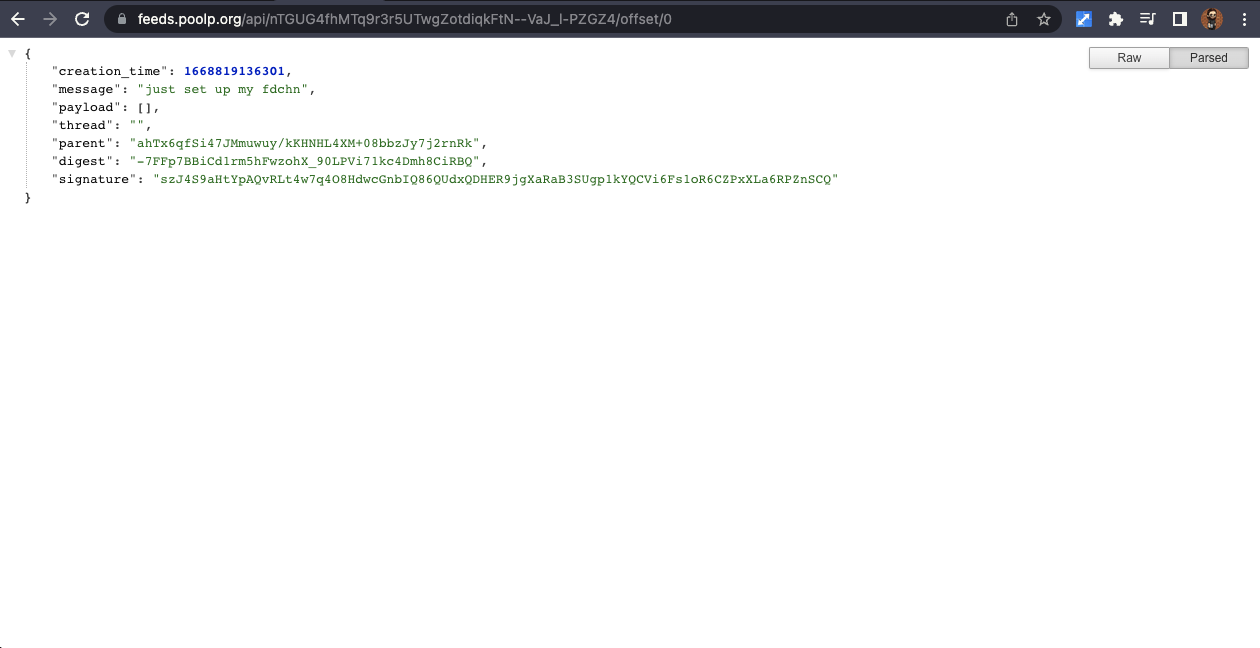 feeds.poolp.org/api/nTGUG4fhMTq9r3r5UTwgZotdiqkFtN--VaJ_I-PZGZ4/offset/0
Raw Parsed
{
"creation_time": 1668819136301,
"message": "just set up my fdchn",
"payload": [],
"thread": "",
"parent": "ahTx6qfSi47JMmuwuy/kKHNHL4XM+08bbzJy7j2rnRk",
"digest": "-7FFp7BBiCd1rm5hFwzohX_90LPVi71kc4Dmh8CiRBQ",
"signature": "szJ4S9aHtYpAQvRLt4w7q4O8HdwcGnbIQ86QUdxQDHER9jgXaRaB3SUgp1kYQCVi6Fs1oR6CZPxXLa6RPZnSCQ"
}